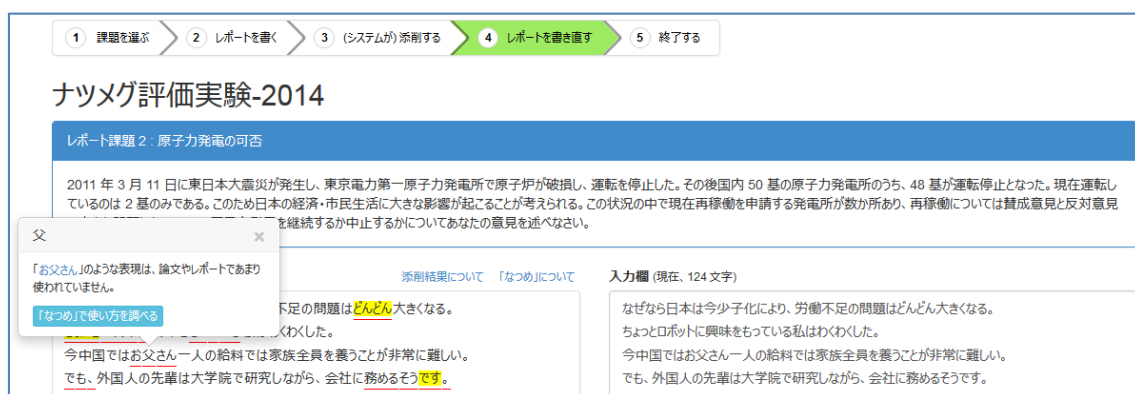 1 課題を選ぶ 2 レポートを書く 3 (システムが)添削する 4 レポートを書き直す 5 終了する
ナツメグ評価実験-2014
レポート課題 2 : 原子力発電の可否
2011 年 3 月 11 日に東日本大震災が発生し、東京電力第一原子力発電所で原子炉が破損し、運転を停止した。その後国内 50 基の原子力発電所のうち、48 基が運転停止となった。現在運転し
ているのは 2 基のみである。このため日本の経済・市民生活に大きな影響が起こることが考えられる。この状況の中で現在再稼働を申請する発電所が数か所あり、再稼働については賛成意見と反対意見
を継続するか中止するかについてあなたの意見を述べなさい。
父 ×
「お父さん」のような表現は、論文やレポートであまり
使われていません。
「なつめ」で使い方を調べる
添削結果について 「なつめ」について
不足の問題はどんどん大きくなる。
くわくした。
今中国ではお父さん一人の給料では家族全員を養うことが非常に難しい。
でも、外国人の先輩は大学院で研究しながら、会社に務めるそうです。
入力欄 (現在、124 文字)
なぜなら日本は今少子化により、労働不足の問題はどんどん大きくなる。
ちょっとロボットに興味をもっている私はわくわくした。
今中国ではお父さん一人の給料では家族全員を養うことが非常に難しい。
でも、外国人の先輩は大学院で研究しながら、会社に務めるそうです。